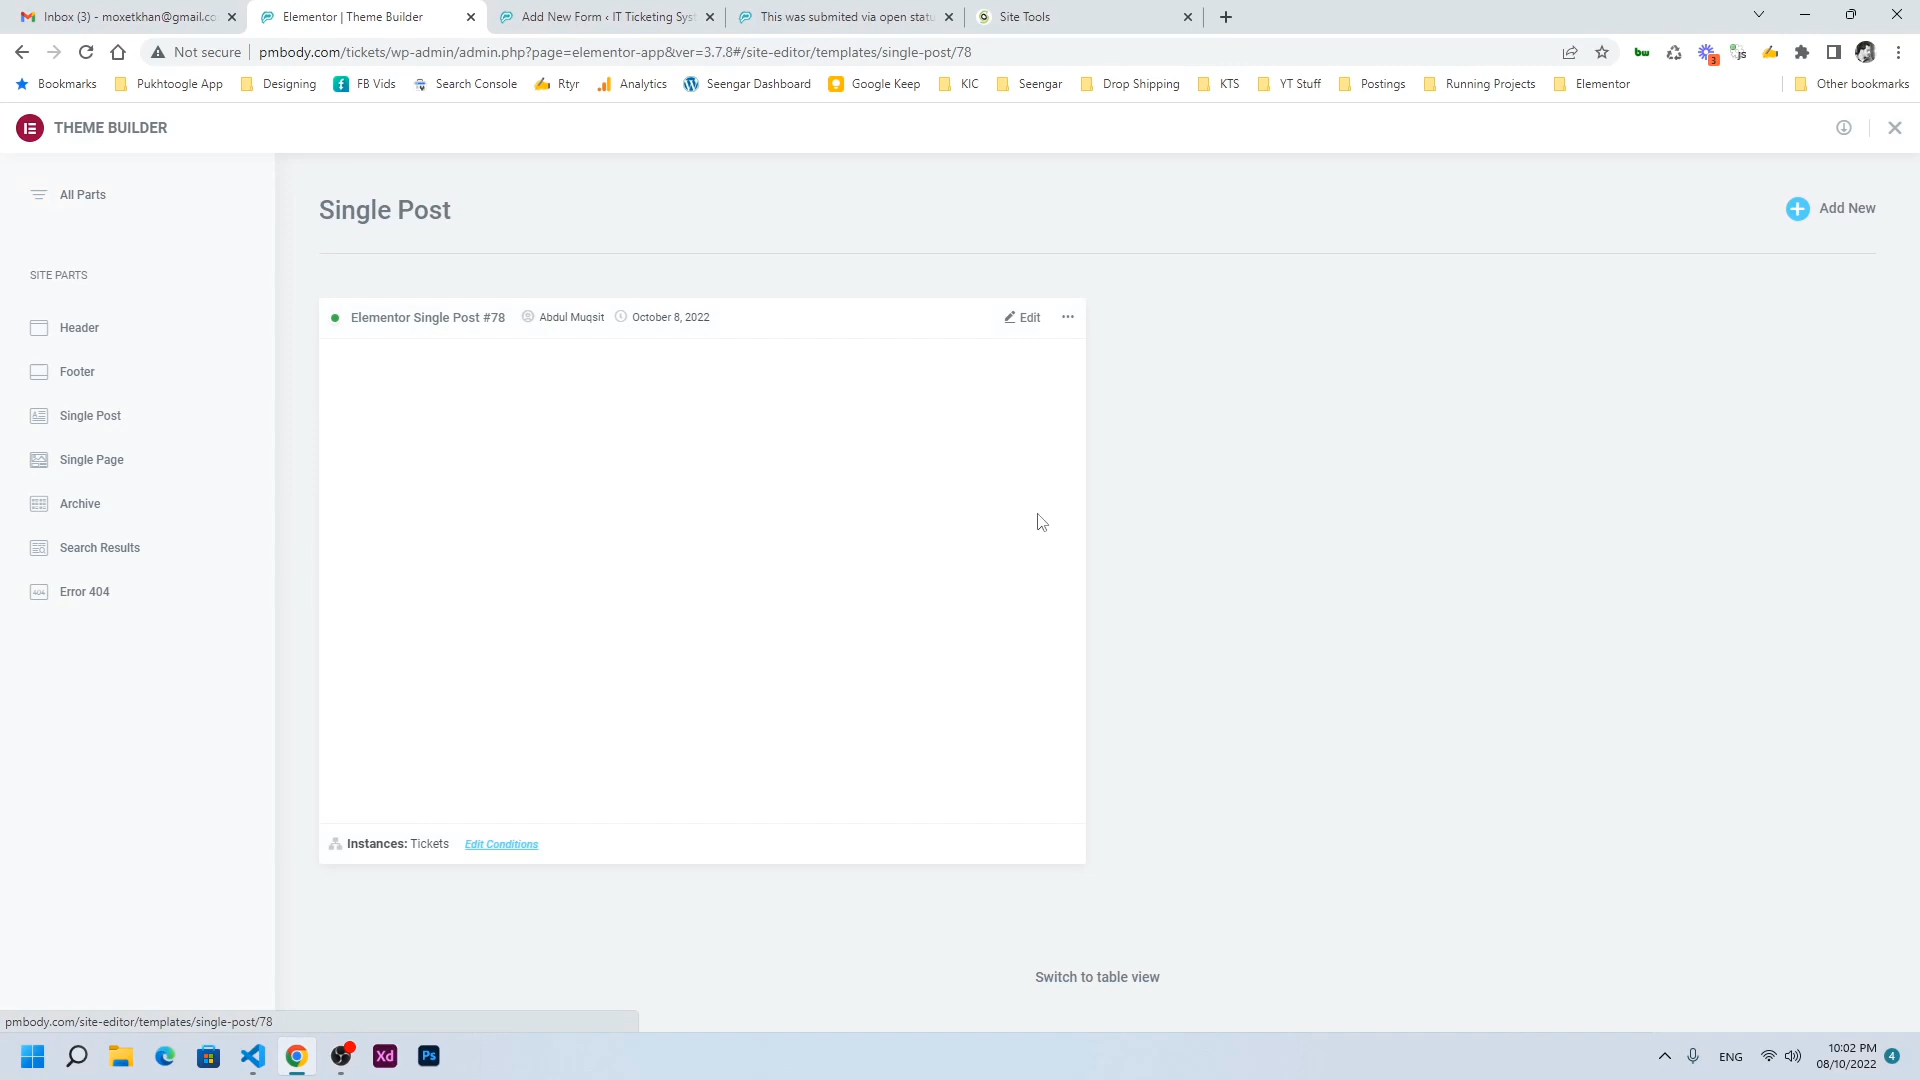 Inbox (3) - moxetkhan@gmail.co
Elementor | Theme Builder
Add New Form ‹ IT Ticketing Syst
This was submited via open statu
Site Tools
Not secure
pmbody.com/tickets/wp-admin/admin.php?page=elementor-app&ver=3.7.8#/site-editor/templates/single-post/78
3
Bookmarks
Pukhtoogle App
Designing
FB Vids
Search Console
Rtyr
Analytics
Seengar Dashboard
Google Keep
KIC
Seengar
Drop Shipping
KTS
YT Stuff
Postings
Running Projects
Elementor
Other bookmarks
THEME BUILDER
All Parts
SITE PARTS
Header
Footer
Single Post
Single Page
Archive
Search Results
404
Error 404
Single Post
Add New
Elementor Single Post #78
Abdul Muqsit
October 8, 2022
Edit
Instances: Tickets
Edit Conditions
Switch to table view
pmbody.com/site-editor/templates/single-post/78
Xd
Ps
ENG
10:02 PM
08/10/2022
4